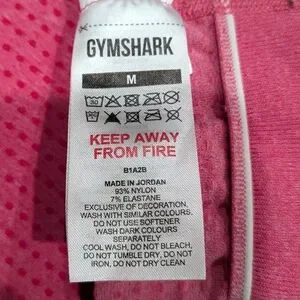 GYMSHARK
M
KEEP AWAY
FROM FIRE
B1A2B
MADE IN JORDAN
93% NYLON
7% ELASTANE
EXCLUSIVE OF DECORATION.
WASH WITH SIMILAR COLOURS.
DO NOT USE SOFTENER
WASH DARK COLOURS
SEPARATELY
COOL WASH, DO NOT BLEACH,
DO NOT TUMBLE DRY, DO NOT
IRON, DO NOT DRY CLEAN